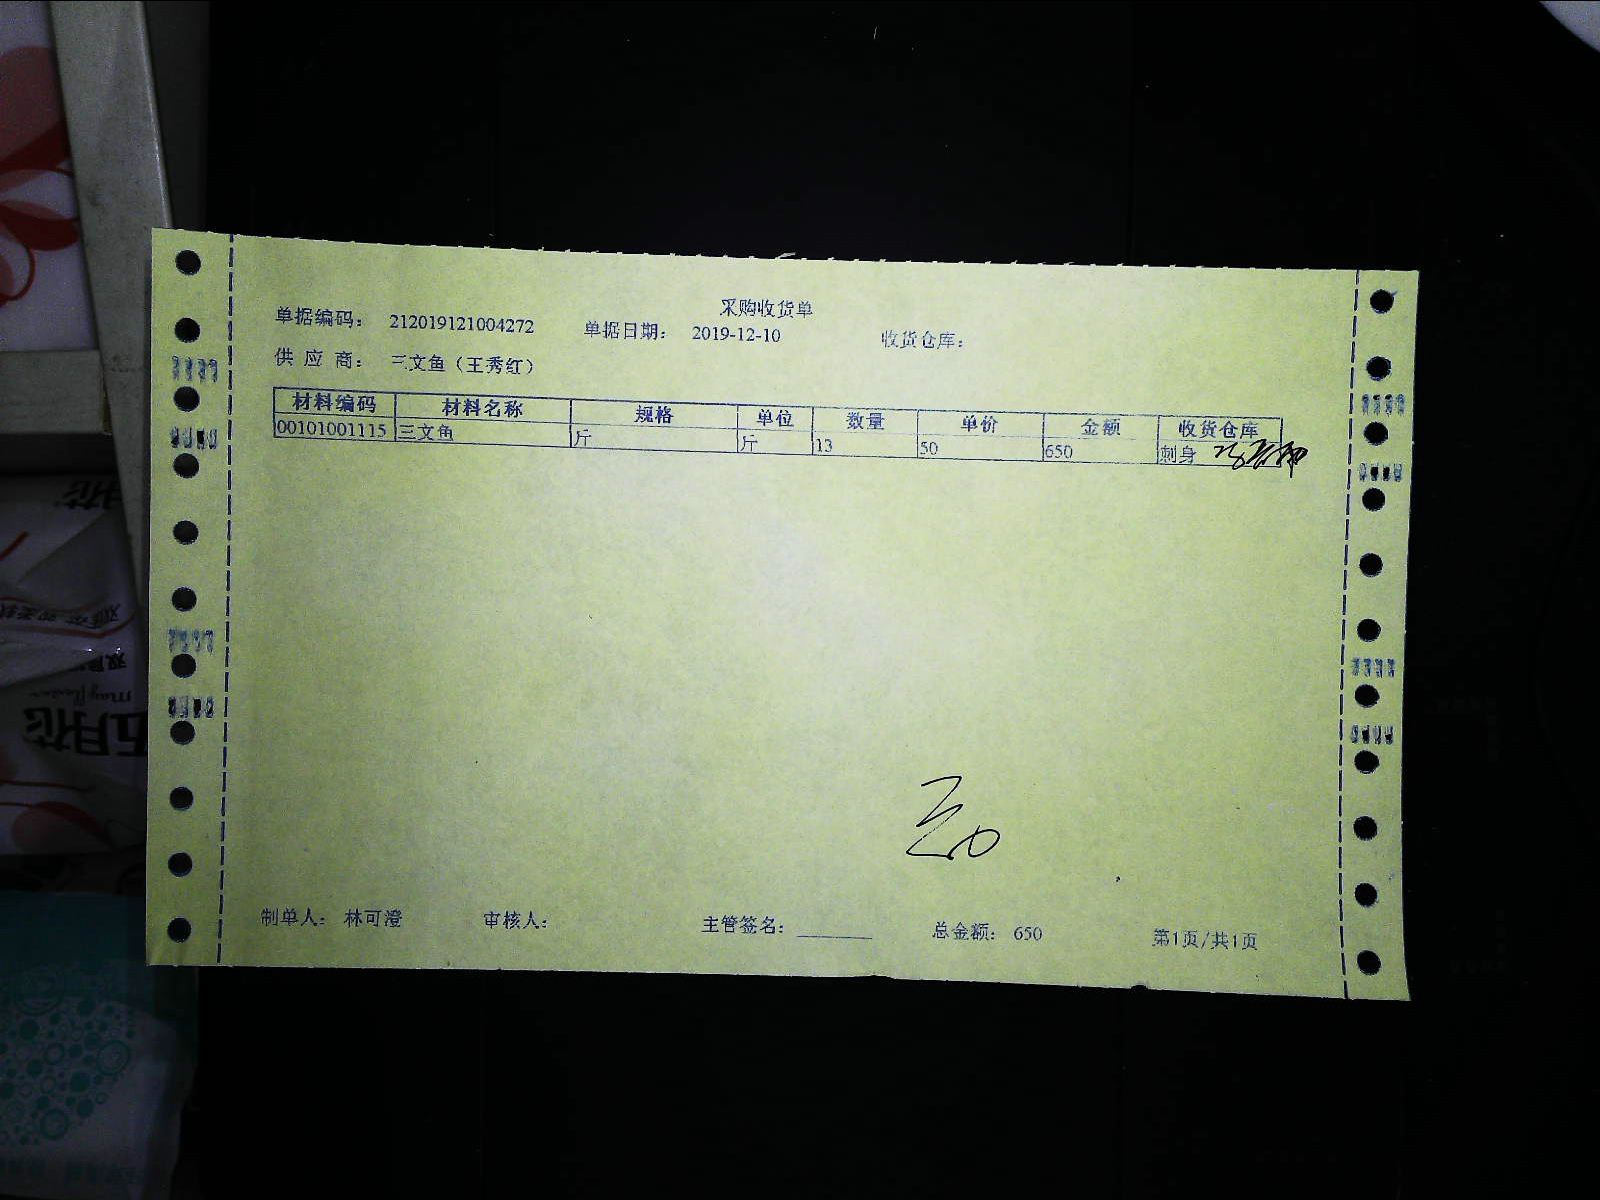 采购收货单
单据编码： 212019121004272 单据日期： 2019-12-10 收货仓库：
供 应 商： 三文鱼（王秀红）
材料编码 材料名称 规格 单位 数量 单价 金额 收货仓库
00101001115 三文鱼 斤 斤 13 50 650 刺身
制单人： 林可澄 审核人： 主管签名： ________ 总金额： 650 第1页/共1页
五月花